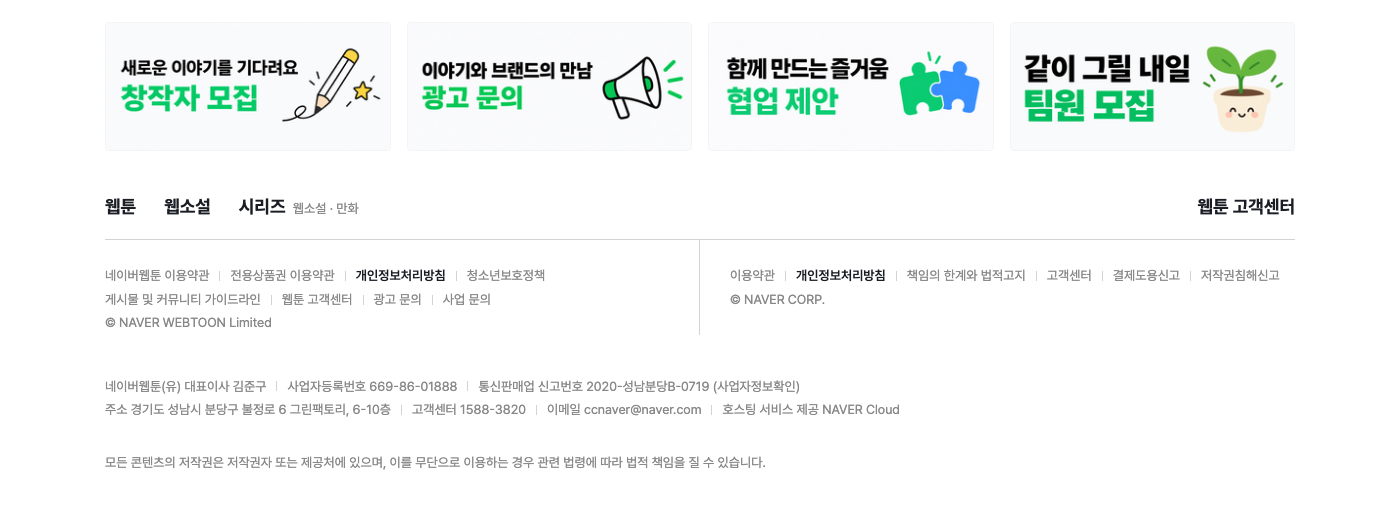 새로운 이야기를 기다려요
창작자 모집
이야기와 브랜드의 만남
광고 문의
함께 만드는 즐거움
협업 제안
같이 그릴 내일
팀원 모집
웹툰 웹소설 시리즈 웹소설 · 만화 웹툰 고객센터
네이버웹툰 이용약관 전용상품권 이용약관 개인정보처리방침 청소년보호정책
게시물 및 커뮤니티 가이드라인 웹툰 고객센터 광고 문의 사업 문의
© NAVER WEBTOON Limited
이용약관 개인정보처리방침 책임의 한계와 법적고지 고객센터 결제도용신고 저작권침해신고
© NAVER CORP.
네이버웹툰(유) 대표이사 김준구 사업자등록번호 669-86-01888 통신판매업 신고번호 2020-성남분당B-0719 (사업자정보확인)
주소 경기도 성남시 분당구 불정로 6 그린팩토리, 6-10층 고객센터 1588-3820 이메일 ccnaver@naver.com 호스팅 서비스 제공 NAVER Cloud
모든 콘텐츠의 저작권은 저작권자 또는 제공처에 있으며, 이를 무단으로 이용하는 경우 관련 법령에 따라 법적 책임을 질 수 있습니다.